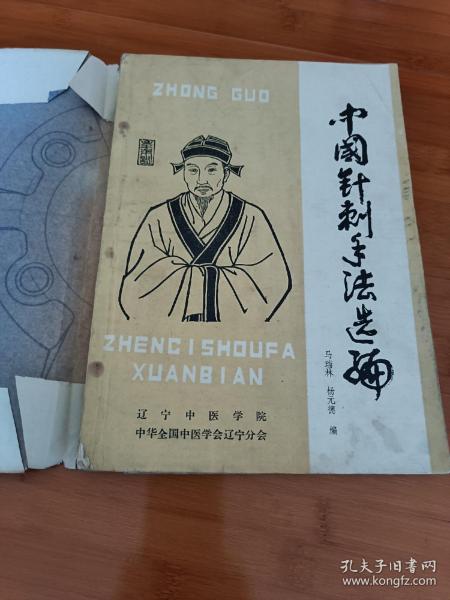 ZHONG GUO
中国针刺手法选编
马瑞林 杨元德 编
ZHENCISHOUFA
XUANBIAN
辽宁中医学院
中华全国中医学会辽宁分会
孔夫子旧书网
www.kongfz.com